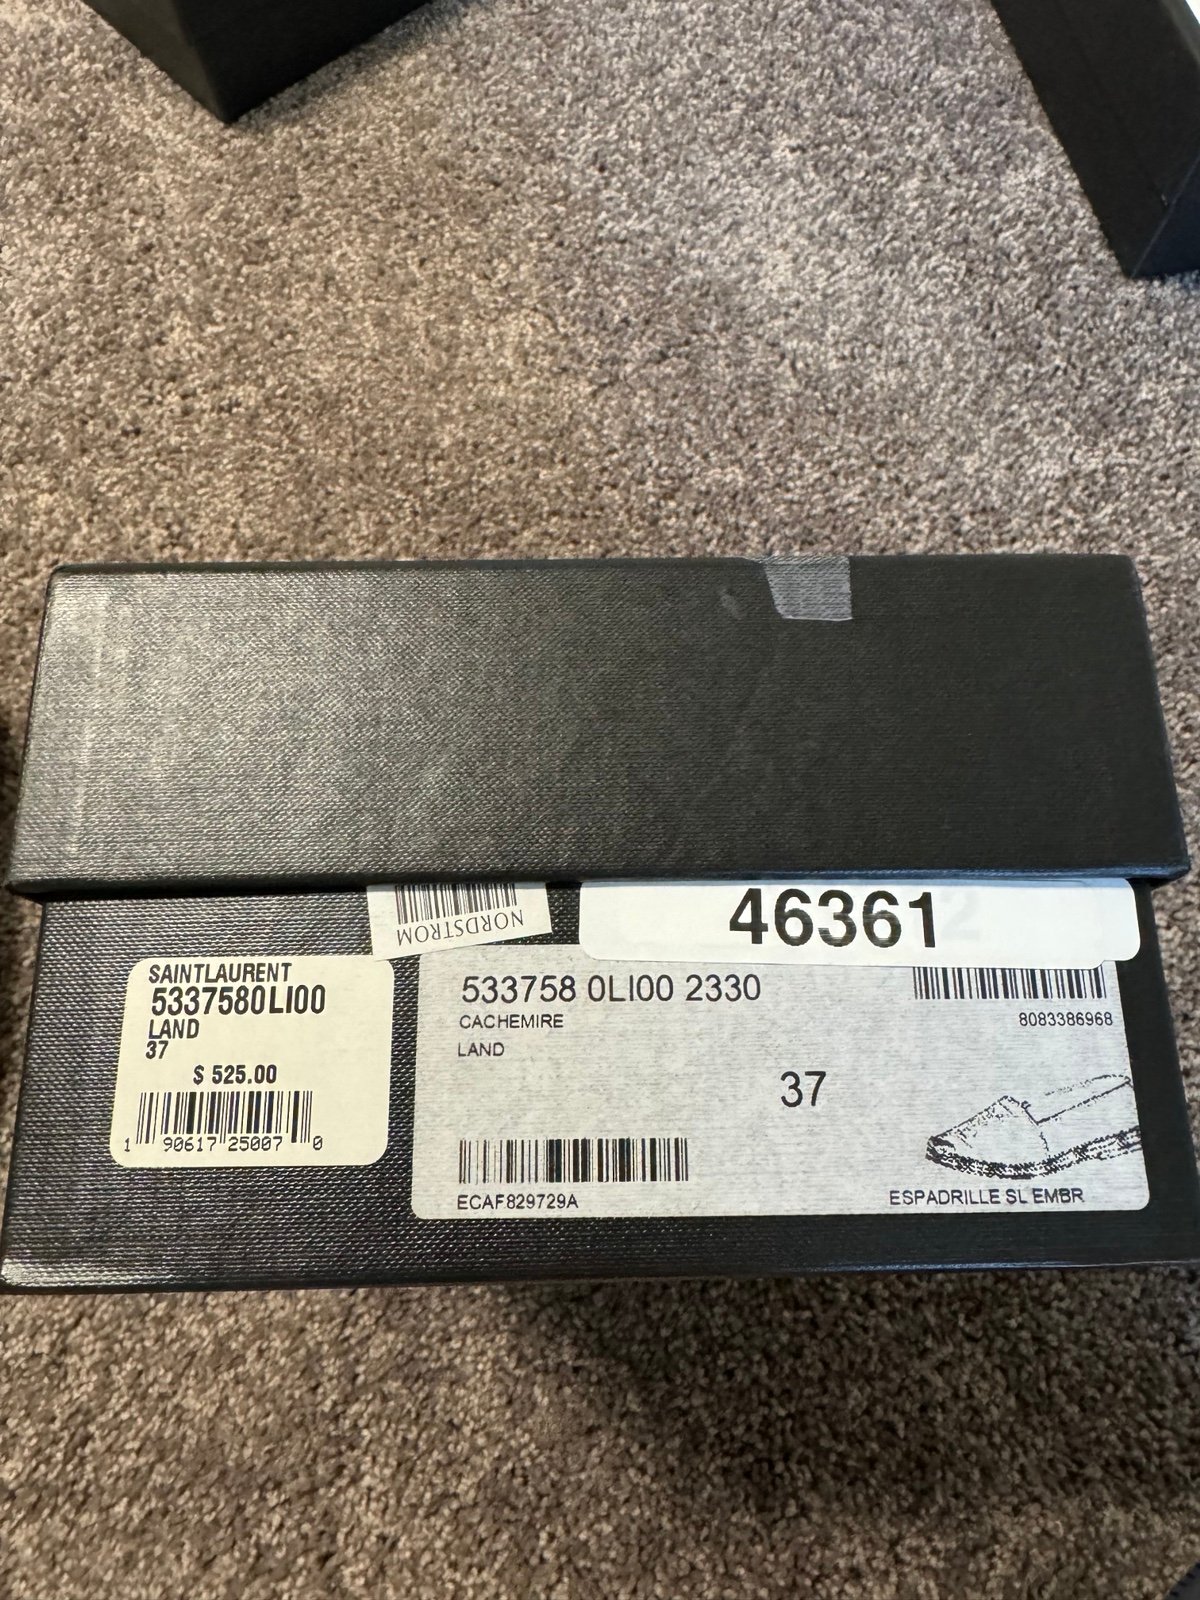 NORDSTROM
46361
SAINTLAURENT
5337580LI00
LAND
37
$ 525.00
1 90617 25007 0
533758 0LI00 2330
CACHEMIRE
8083386968
LAND
37
ECAF829729A
ESPADRILLE SL EMBR